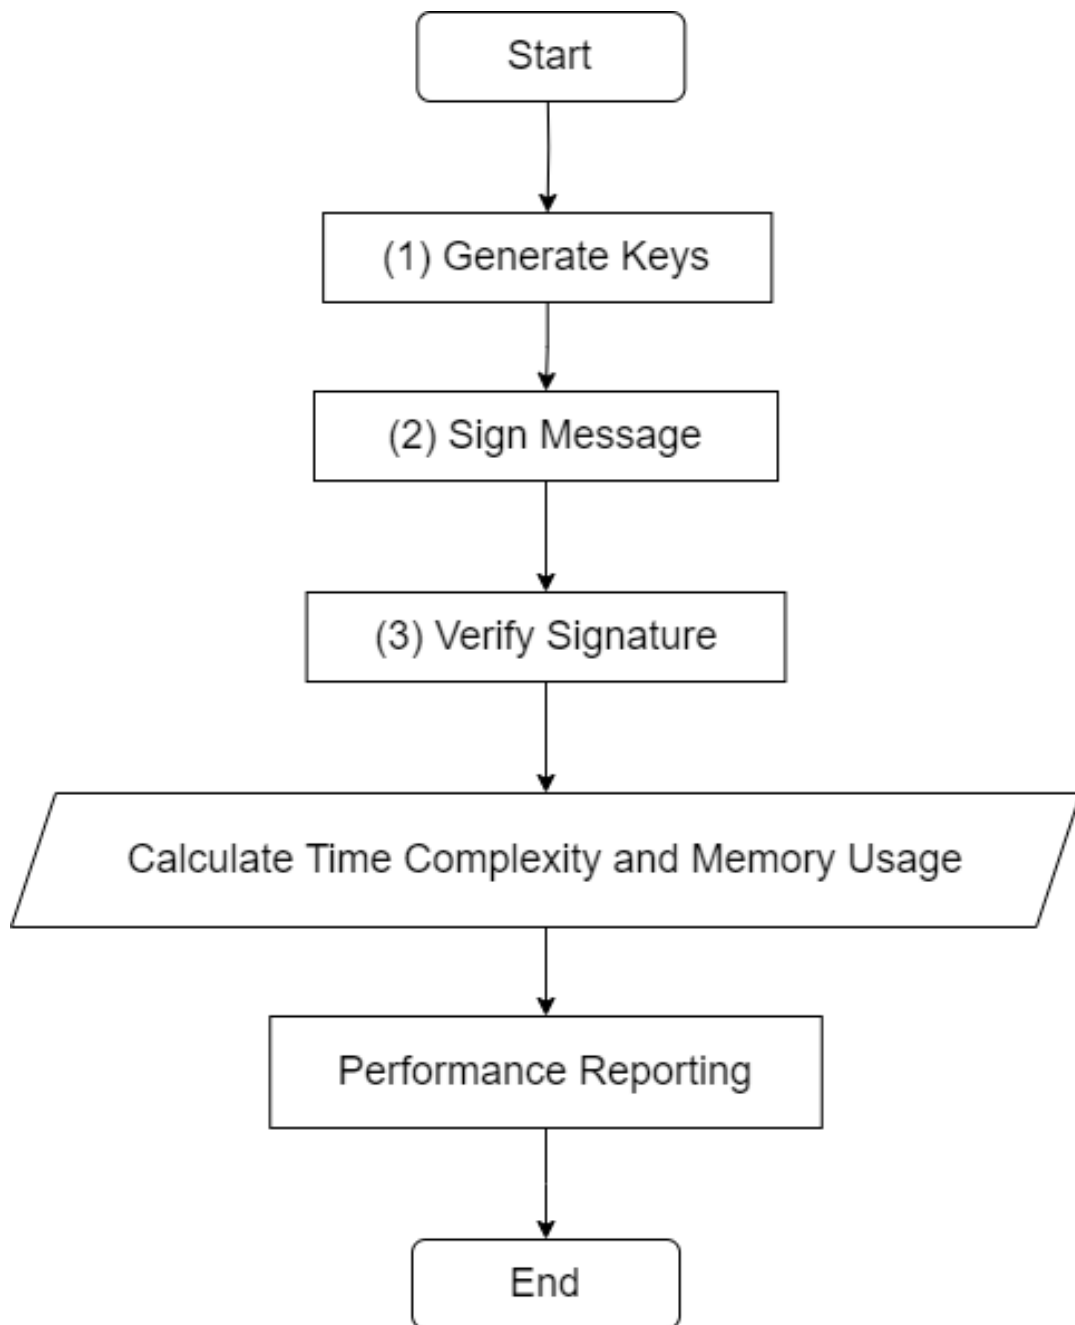 Start
(1) Generate Keys
(2) Sign Message
(3) Verify Signature
Calculate Time Complexity and Memory Usage
Performance Reporting
End